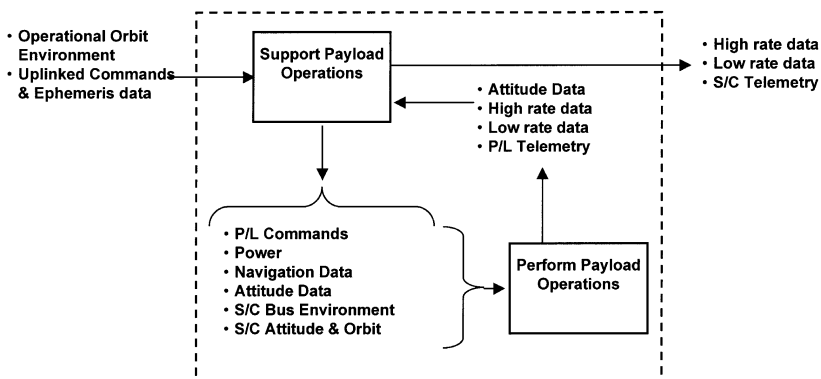 • Operational Orbit
Environment
• Uplinked Commands
& Ephemeris data
Support Payload
Operations
• High rate data
• Low rate data
• S/C Telemetry
• Attitude Data
• High rate data
• Low rate data
• P/L Telemetry
• P/L Commands
• Power
• Navigation Data
• Attitude Data
• S/C Bus Environment
• S/C Attitude & Orbit
Perform Payload
Operations